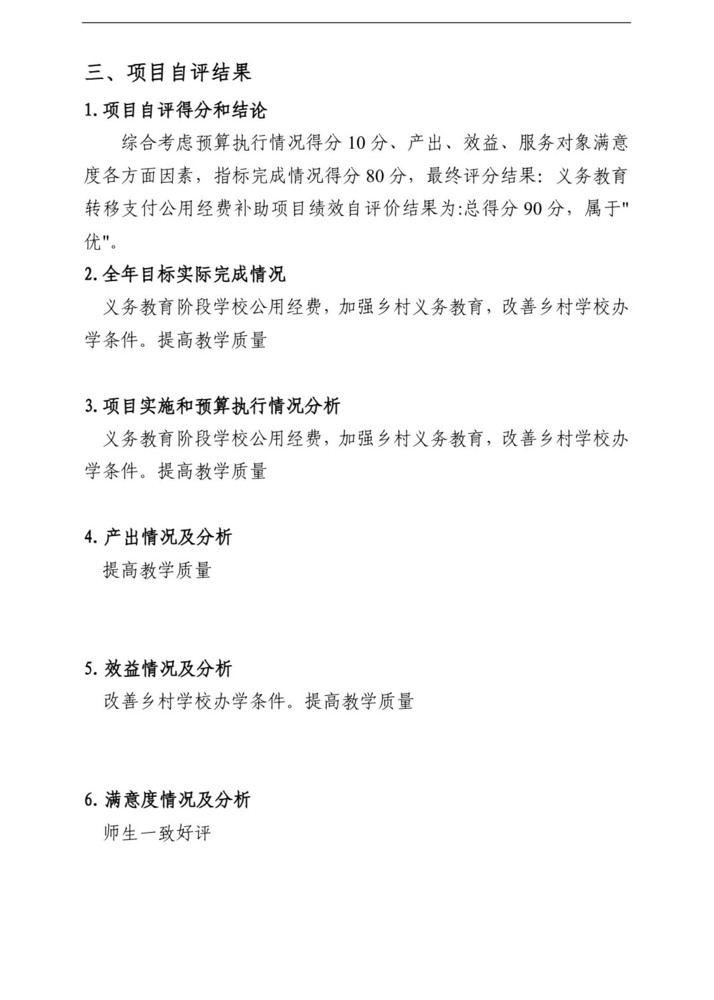 三、项目自评结果
1. 项目自评得分和结论
综合考虑预算执行情况得分 10 分、产出、效益、服务对象满意
度各方面因素，指标完成情况得分 80 分，最终评分结果：义务教育
转移支付公用经费补助项目绩效自评价结果为:总得分 90 分，属于"
优"。
2. 全年目标实际完成情况
义务教育阶段学校公用经费，加强乡村义务教育，改善乡村学校办
学条件。提高教学质量
3. 项目实施和预算执行情况分析
义务教育阶段学校公用经费，加强乡村义务教育，改善乡村学校办
学条件。提高教学质量
4. 产出情况及分析
提高教学质量
5. 效益情况及分析
改善乡村学校办学条件。提高教学质量
6. 满意度情况及分析
师生一致好评